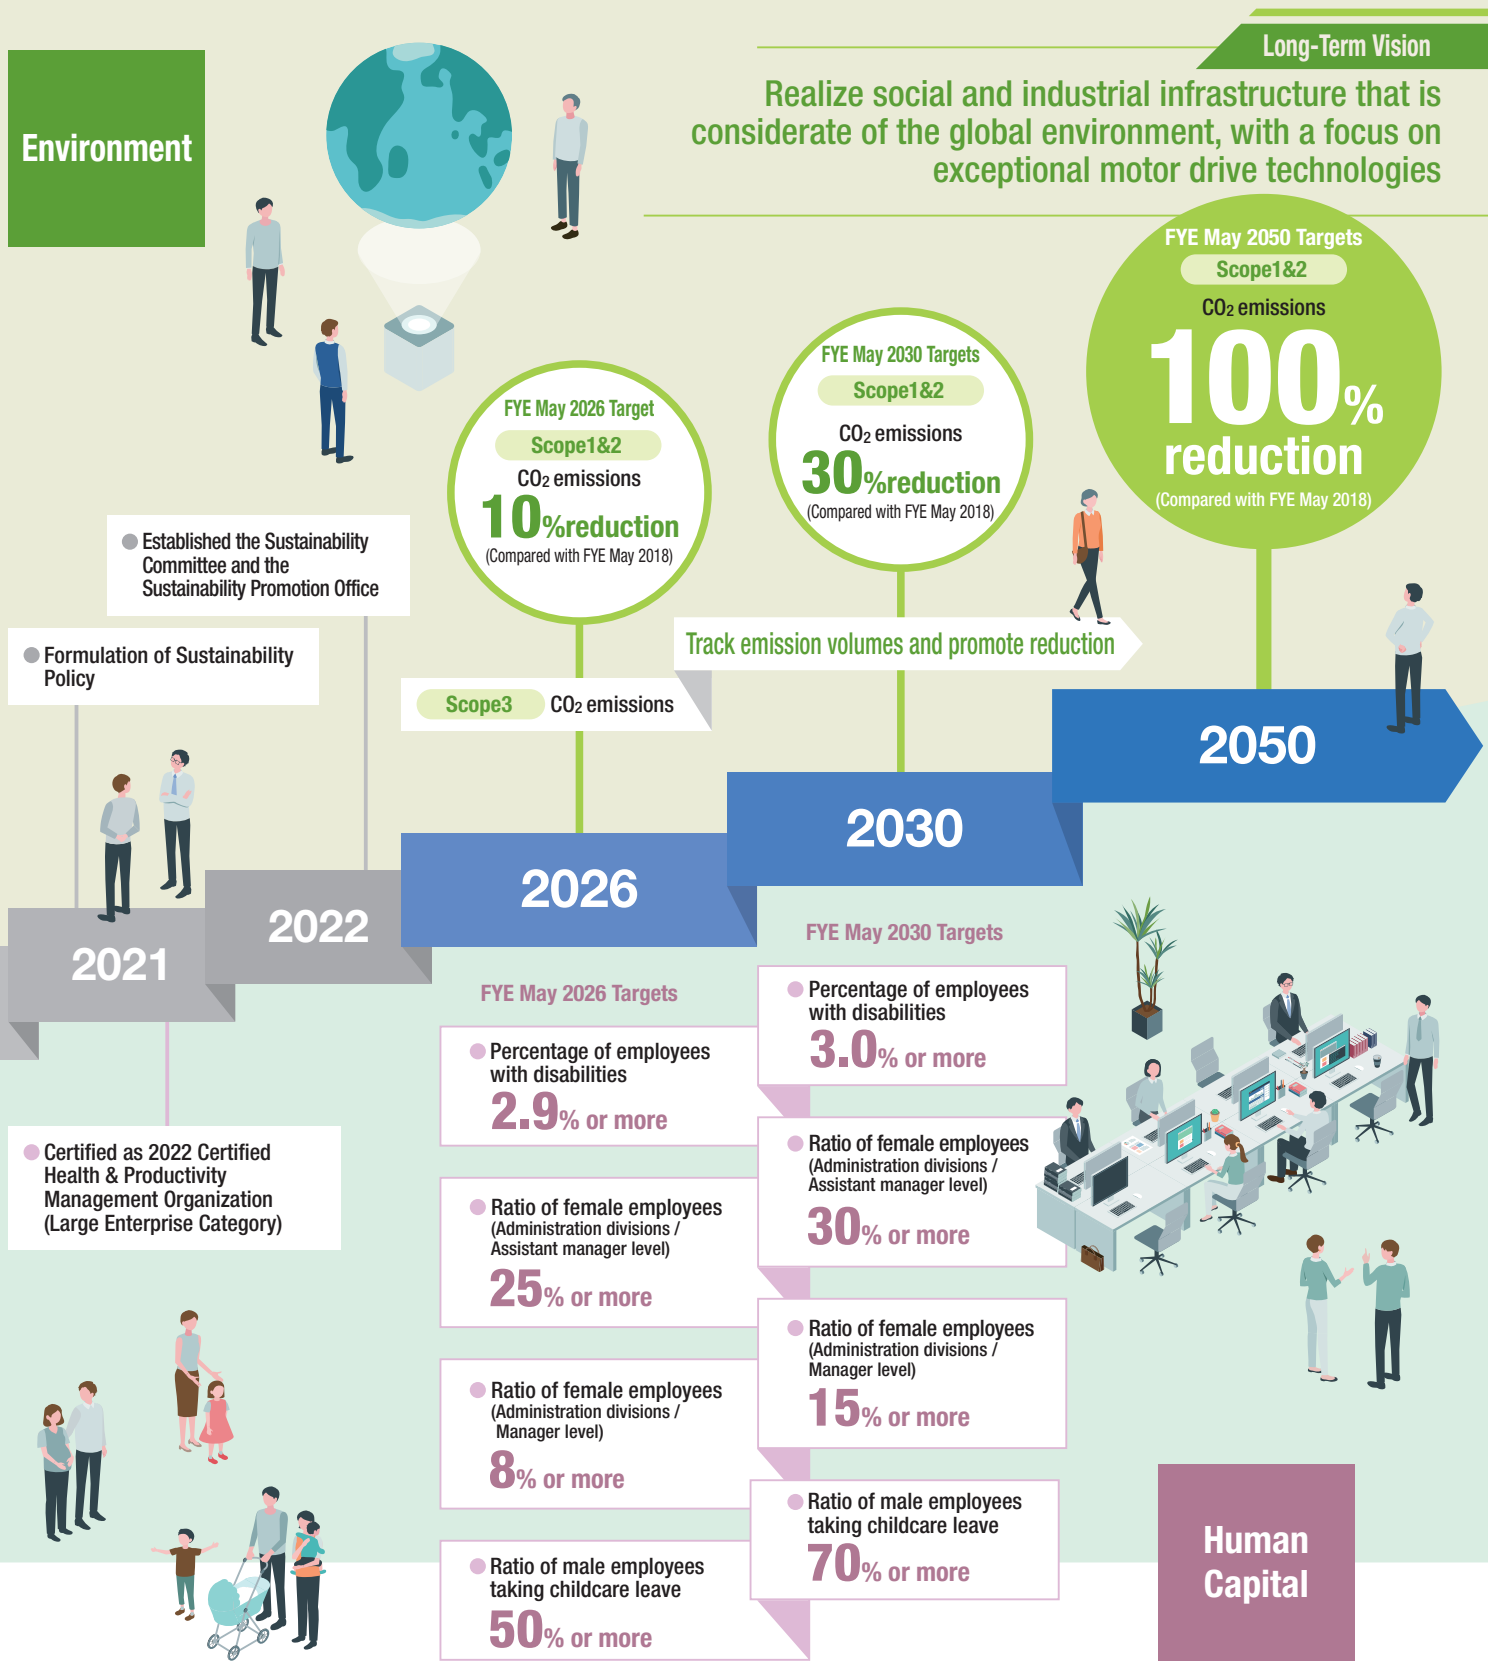 Environment
Long-Term Vision
Realize social and industrial infrastructure that is
considerate of the global environment, with a focus on
exceptional motor drive technologies
FYE May 2050 Targets
Scope1&2
CO2 emissions
100%
reduction
(Compared with FYE May 2018)
FYE May 2030 Targets
Scope1&2
CO2 emissions
30%reduction
(Compared with FYE May 2018)
FYE May 2026 Target
Scope1&2
CO2 emissions
10%reduction
(Compared with FYE May 2018)
Established the Sustainability
Committee and the
Sustainability Promotion Office
Formulation of Sustainability
Policy
Track emission volumes and promote reduction
Scope3 CO2 emissions
2050
2030
2026
2022
2021
Certified as 2022 Certified
Health & Productivity
Management Organization
(Large Enterprise Category)
FYE May 2026 Targets
Percentage of employees
with disabilities
2.9% or more
Ratio of female employees
(Administration divisions /
Assistant manager level)
25% or more
Ratio of female employees
(Administration divisions /
Manager level)
8% or more
Ratio of male employees
taking childcare leave
50% or more
FYE May 2030 Targets
Percentage of employees
with disabilities
3.0% or more
Ratio of female employees
(Administration divisions /
Assistant manager level)
30% or more
Ratio of female employees
(Administration divisions /
Manager level)
15% or more
Ratio of male employees
taking childcare leave
70% or more
Human
Capital